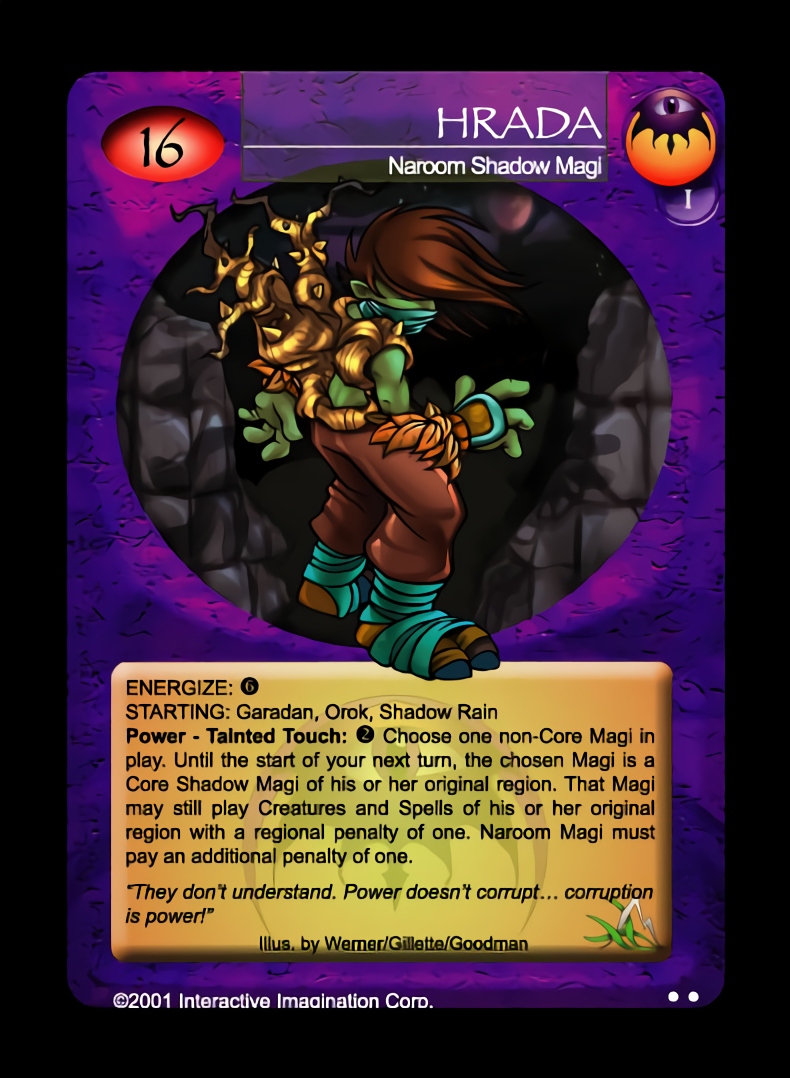 16
HRADA
Naroom Shadow Magi
I
ENERGIZE: ❻
STARTING: Garadan, Orok, Shadow Rain
Power - Tainted Touch: ❷ Choose one non-Core Magi in
play. Until the start of your next turn, the chosen Magi is a
Core Shadow Magi of his or her original region. That Magi
may still play Creatures and Spells of his or her original
region with a regional penalty of one. Naroom Magi must
pay an additional penalty of one.
“They don’t understand. Power doesn’t corrupt... corruption
is power!”
Illus. by Werner/Gillette/Goodman
©2001 Interactive Imagination Corp.